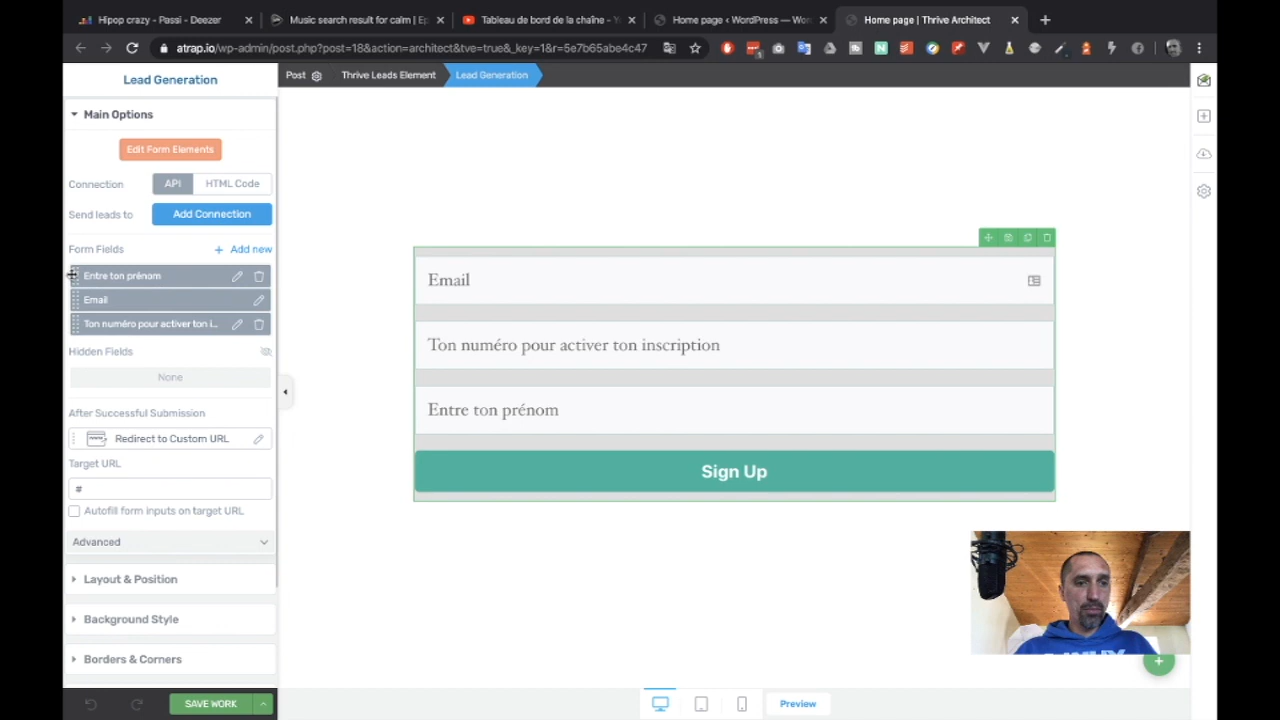 Hipop crazy - Passi - Deezer
Music search result for calm | Ep
Tableau de bord de la chaîne - Y
Home page ‹ WordPress — Wor
Home page | Thrive Architect
atrap.io/wp-admin/post.php?post=18&action=architect&tve=true&_key=1&r=5e7b65abe4c47
Lead Generation
Post
Thrive Leads Element
Lead Generation
Main Options
Edit Form Elements
Connection
API
HTML Code
Send leads to
Add Connection
Form Fields
+ Add new
Entre ton prénom
Email
Ton numéro pour activer ton i...
Hidden Fields
None
After Successful Submission
Redirect to Custom URL
Target URL
#
Autofill form inputs on target URL
Advanced
Layout & Position
Background Style
Borders & Corners
SAVE WORK
Email
Ton numéro pour activer ton inscription
Entre ton prénom
Sign Up
Preview